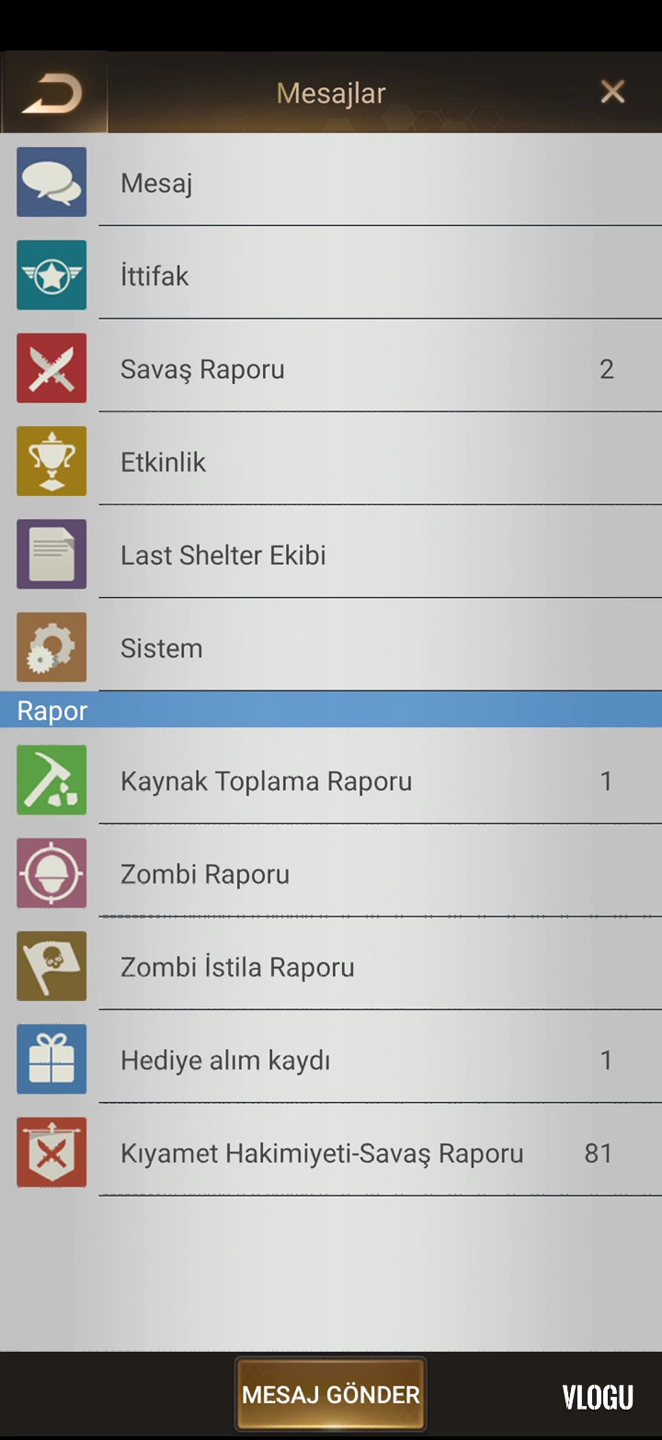 Mesajlar
Mesaj
İttifak
Savaş Raporu 2
Etkinlik
Last Shelter Ekibi
Sistem
Rapor
Kaynak Toplama Raporu 1
Zombi Raporu
Zombi İstila Raporu
Hediye alım kaydı 1
Kıyamet Hakimiyeti-Savaş Raporu 81
MESAJ GÖNDER
VLOGU